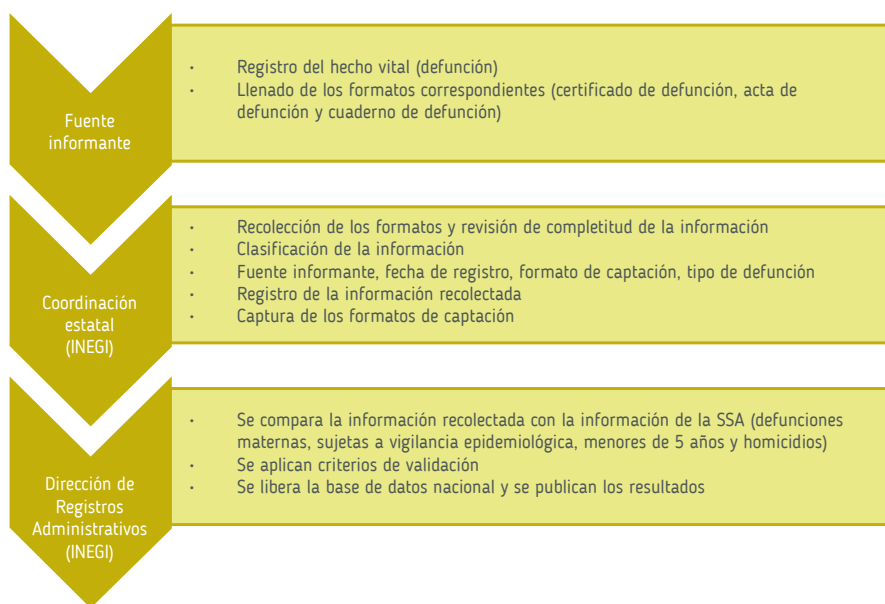 Fuente
informante
• Registro del hecho vital (defunción)
• Llenado de los formatos correspondientes (certificado de defunción, acta de
defunción y cuaderno de defunción)
Coordinación
estatal
(INEGI)
• Recolección de los formatos y revisión de completitud de la información
• Clasificación de la información
• Fuente informante, fecha de registro, formato de captación, tipo de defunción
• Registro de la información recolectada
• Captura de los formatos de captación
Dirección de
Registros
Administrativos
(INEGI)
• Se compara la información recolectada con la información de la SSA (defunciones
maternas, sujetas a vigilancia epidemiológica, menores de 5 años y homicidios)
• Se aplican criterios de validación
• Se libera la base de datos nacional y se publican los resultados